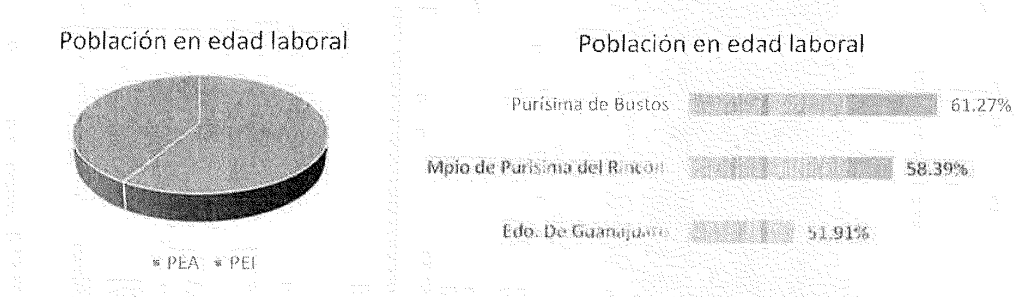 Población en edad laboral
PEA PEI
Población en edad laboral
Purísima de Bustos 61.27%
Mpio de Purísima del Rincón 58.39%
Edo. De Guanajuato 51.91%